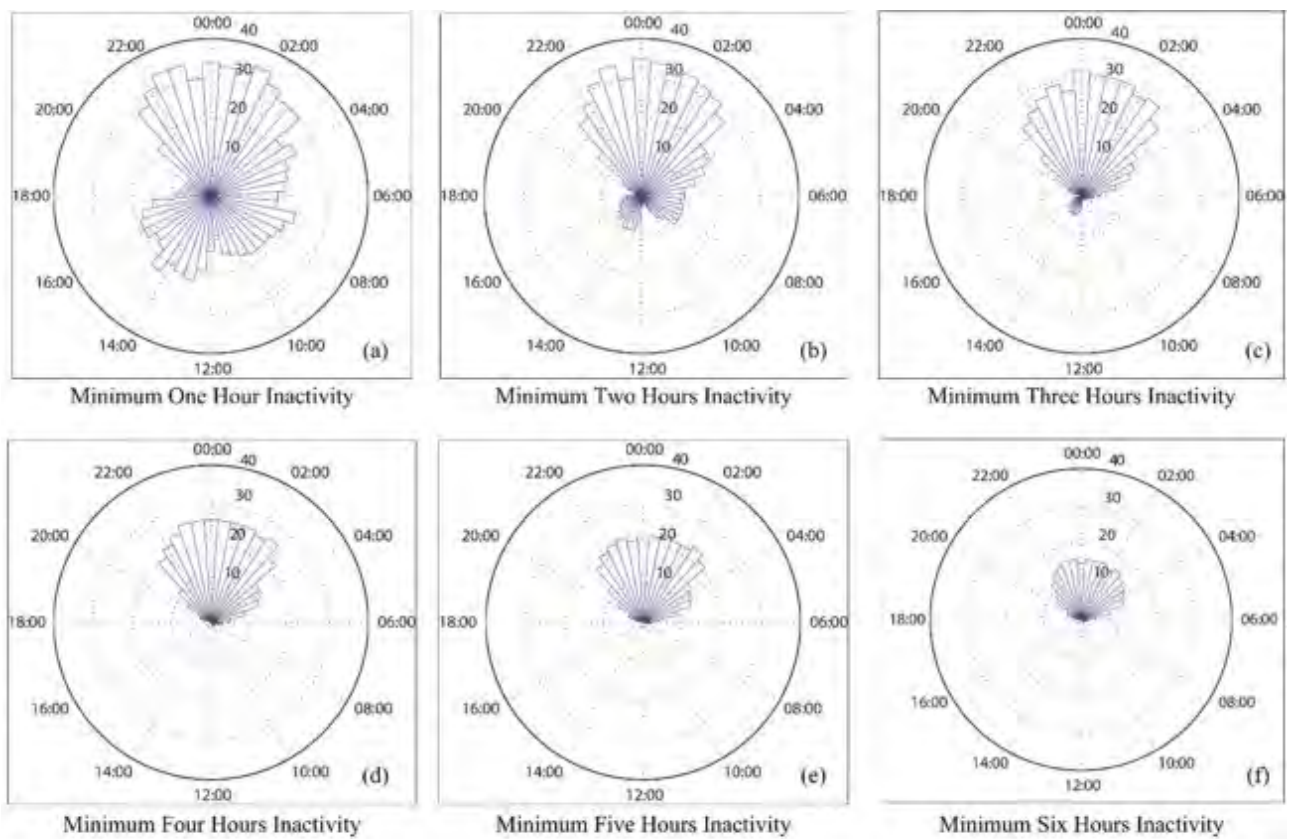 00:00 40 00:00 40 00:00 40
22:00 02:00 22:00 02:00 22:00 02:00
30 30 30
20:00 20 04:00 20:00 20 04:00 20:00 20 04:00
10 10 10
18:00 06:00 18:00 06:00 18:00 06:00
16:00 08:00 16:00 08:00 16:00 08:00
14:00 10:00 (a) 14:00 10:00 (b) 14:00 10:00 (c)
12:00 12:00 12:00
Minimum One Hour Inactivity Minimum Two Hours Inactivity Minimum Three Hours Inactivity
00:00 40 00:00 40 00:00 40
22:00 02:00 22:00 02:00 22:00 02:00
30 30 30
20:00 20 04:00 20:00 20 04:00 20:00 20 04:00
10 10 10
18:00 06:00 18:00 06:00 18:00 06:00
16:00 08:00 16:00 08:00 16:00 08:00
14:00 10:00 (d) 14:00 10:00 (e) 14:00 10:00 (f)
12:00 12:00 12:00
Minimum Four Hours Inactivity Minimum Five Hours Inactivity Minimum Six Hours Inactivity